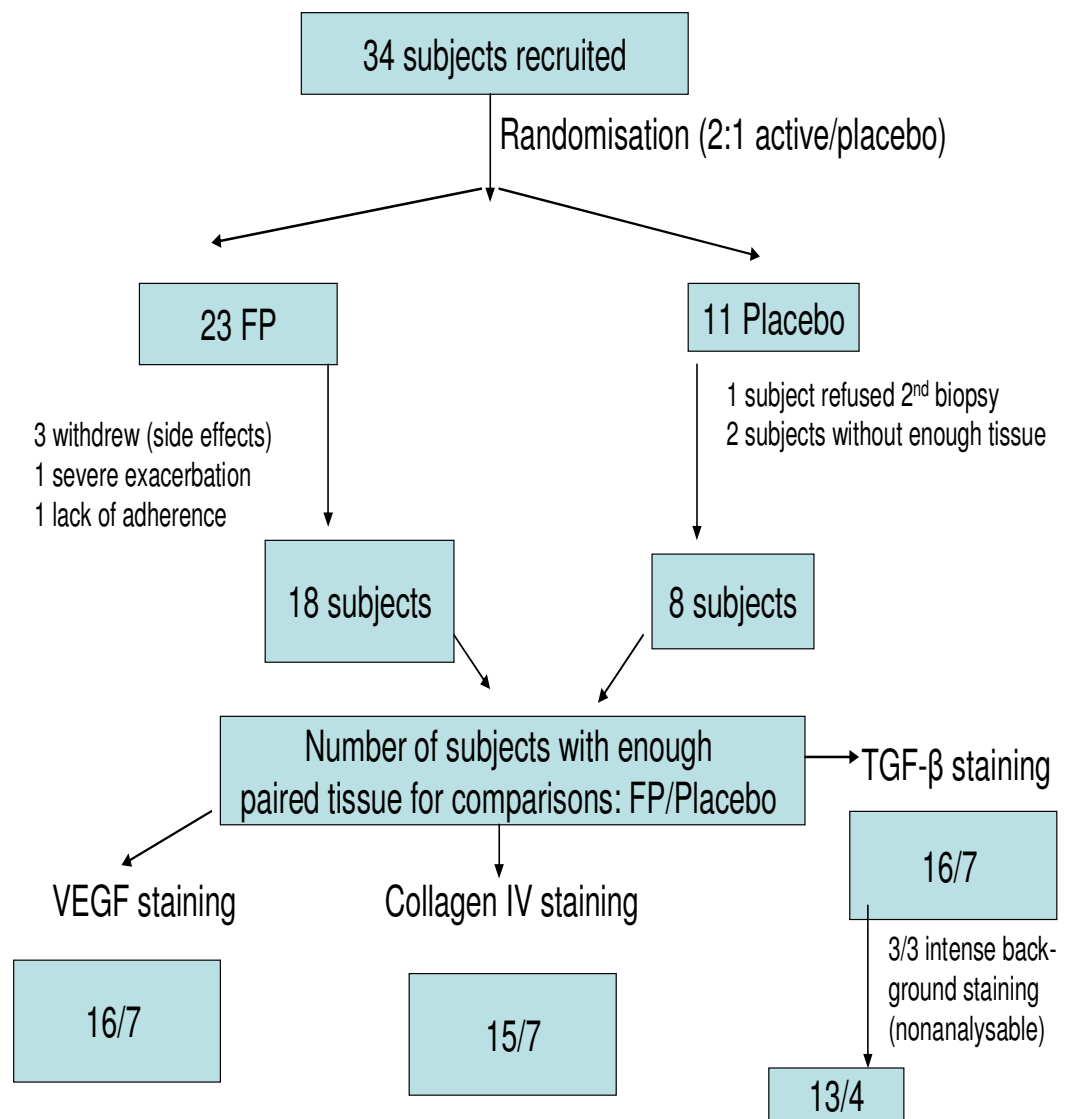 34 subjects recruited
Randomisation (2:1 active/placebo)
23 FP
11 Placebo
3 withdrew (side effects)
1 severe exacerbation
1 lack of adherence
1 subject refused 2nd biopsy
2 subjects without enough tissue
18 subjects
8 subjects
Number of subjects with enough
paired tissue for comparisons: FP/Placebo
VEGF staining
16/7
Collagen IV staining
15/7
TGF-β staining
16/7
3/3 intense back-
ground staining
(nonanalysable)
13/4